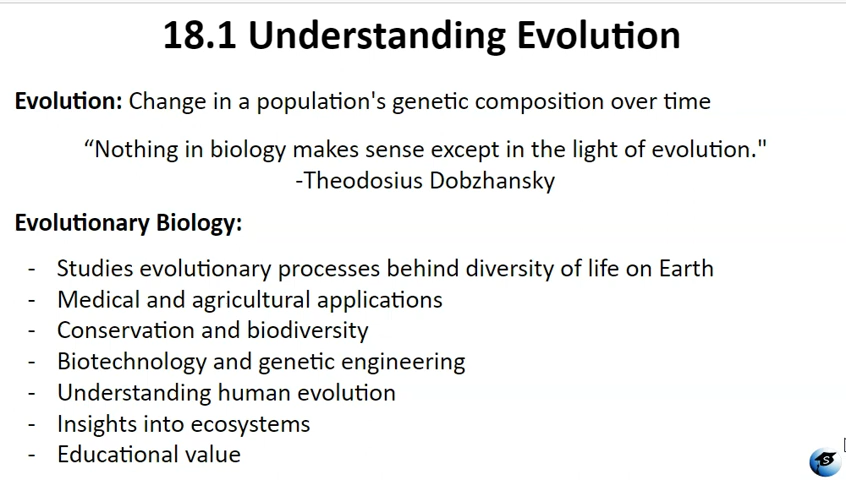 18.1 Understanding Evolution
Evolution: Change in a population's genetic composition over time
“Nothing in biology makes sense except in the light of evolution."
-Theodosius Dobzhansky
Evolutionary Biology:
- Studies evolutionary processes behind diversity of life on Earth
- Medical and agricultural applications
- Conservation and biodiversity
- Biotechnology and genetic engineering
- Understanding human evolution
- Insights into ecosystems
- Educational value
S